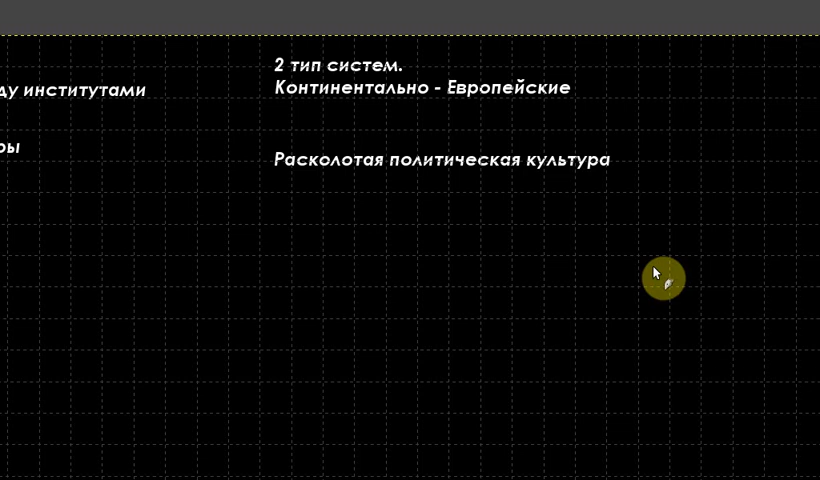 2 тип систем.
ду институтами
Континентально - Европейские
ры
Расколотая политическая культура